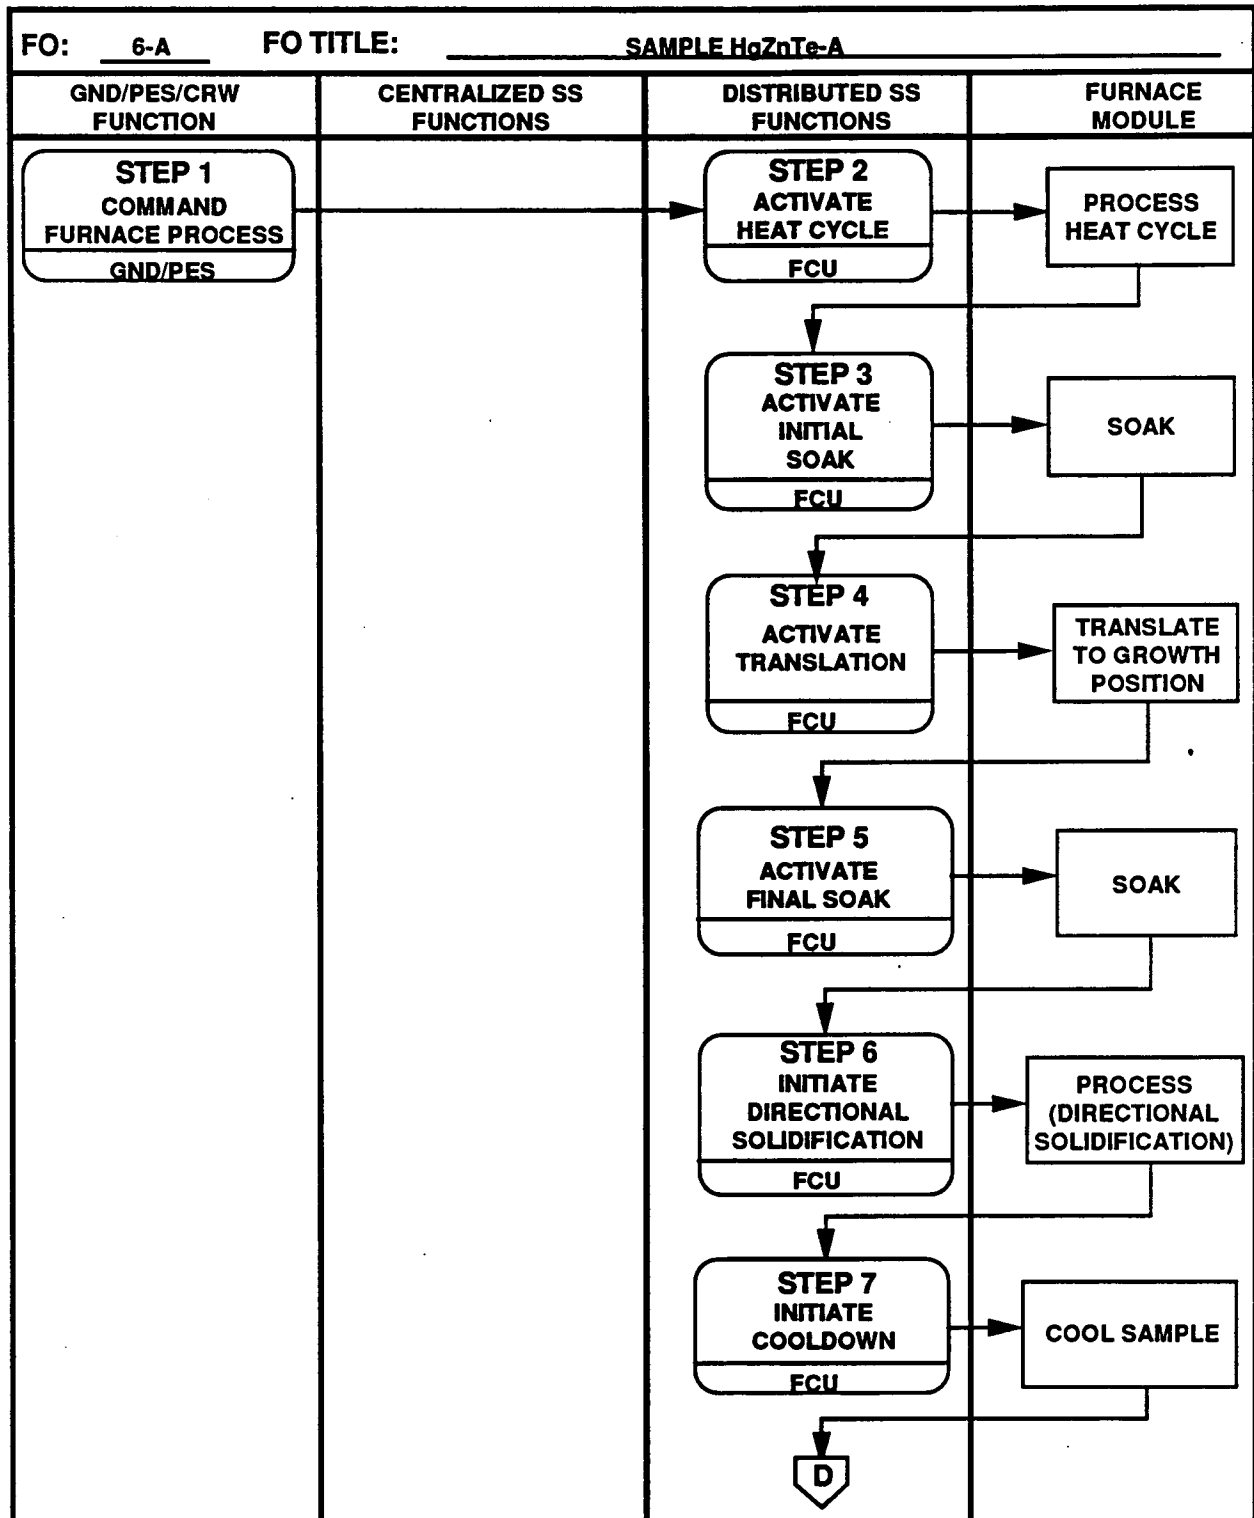 FO: 6-A FO TITLE: SAMPLE HgZnTe-A
GND/PES/CRW
FUNCTION
CENTRALIZED SS
FUNCTIONS
DISTRIBUTED SS
FUNCTIONS
FURNACE
MODULE
STEP 1
COMMAND
FURNACE PROCESS
GND/PES
STEP 2
ACTIVATE
HEAT CYCLE
FCU
PROCESS
HEAT CYCLE
STEP 3
ACTIVATE
INITIAL
SOAK
FCU
SOAK
STEP 4
ACTIVATE
TRANSLATION
FCU
TRANSLATE
TO GROWTH
POSITION
STEP 5
ACTIVATE
FINAL SOAK
FCU
SOAK
STEP 6
INITIATE
DIRECTIONAL
SOLIDIFICATION
FCU
PROCESS
(DIRECTIONAL
SOLIDIFICATION)
STEP 7
INITIATE
COOLDOWN
FCU
COOL SAMPLE
D